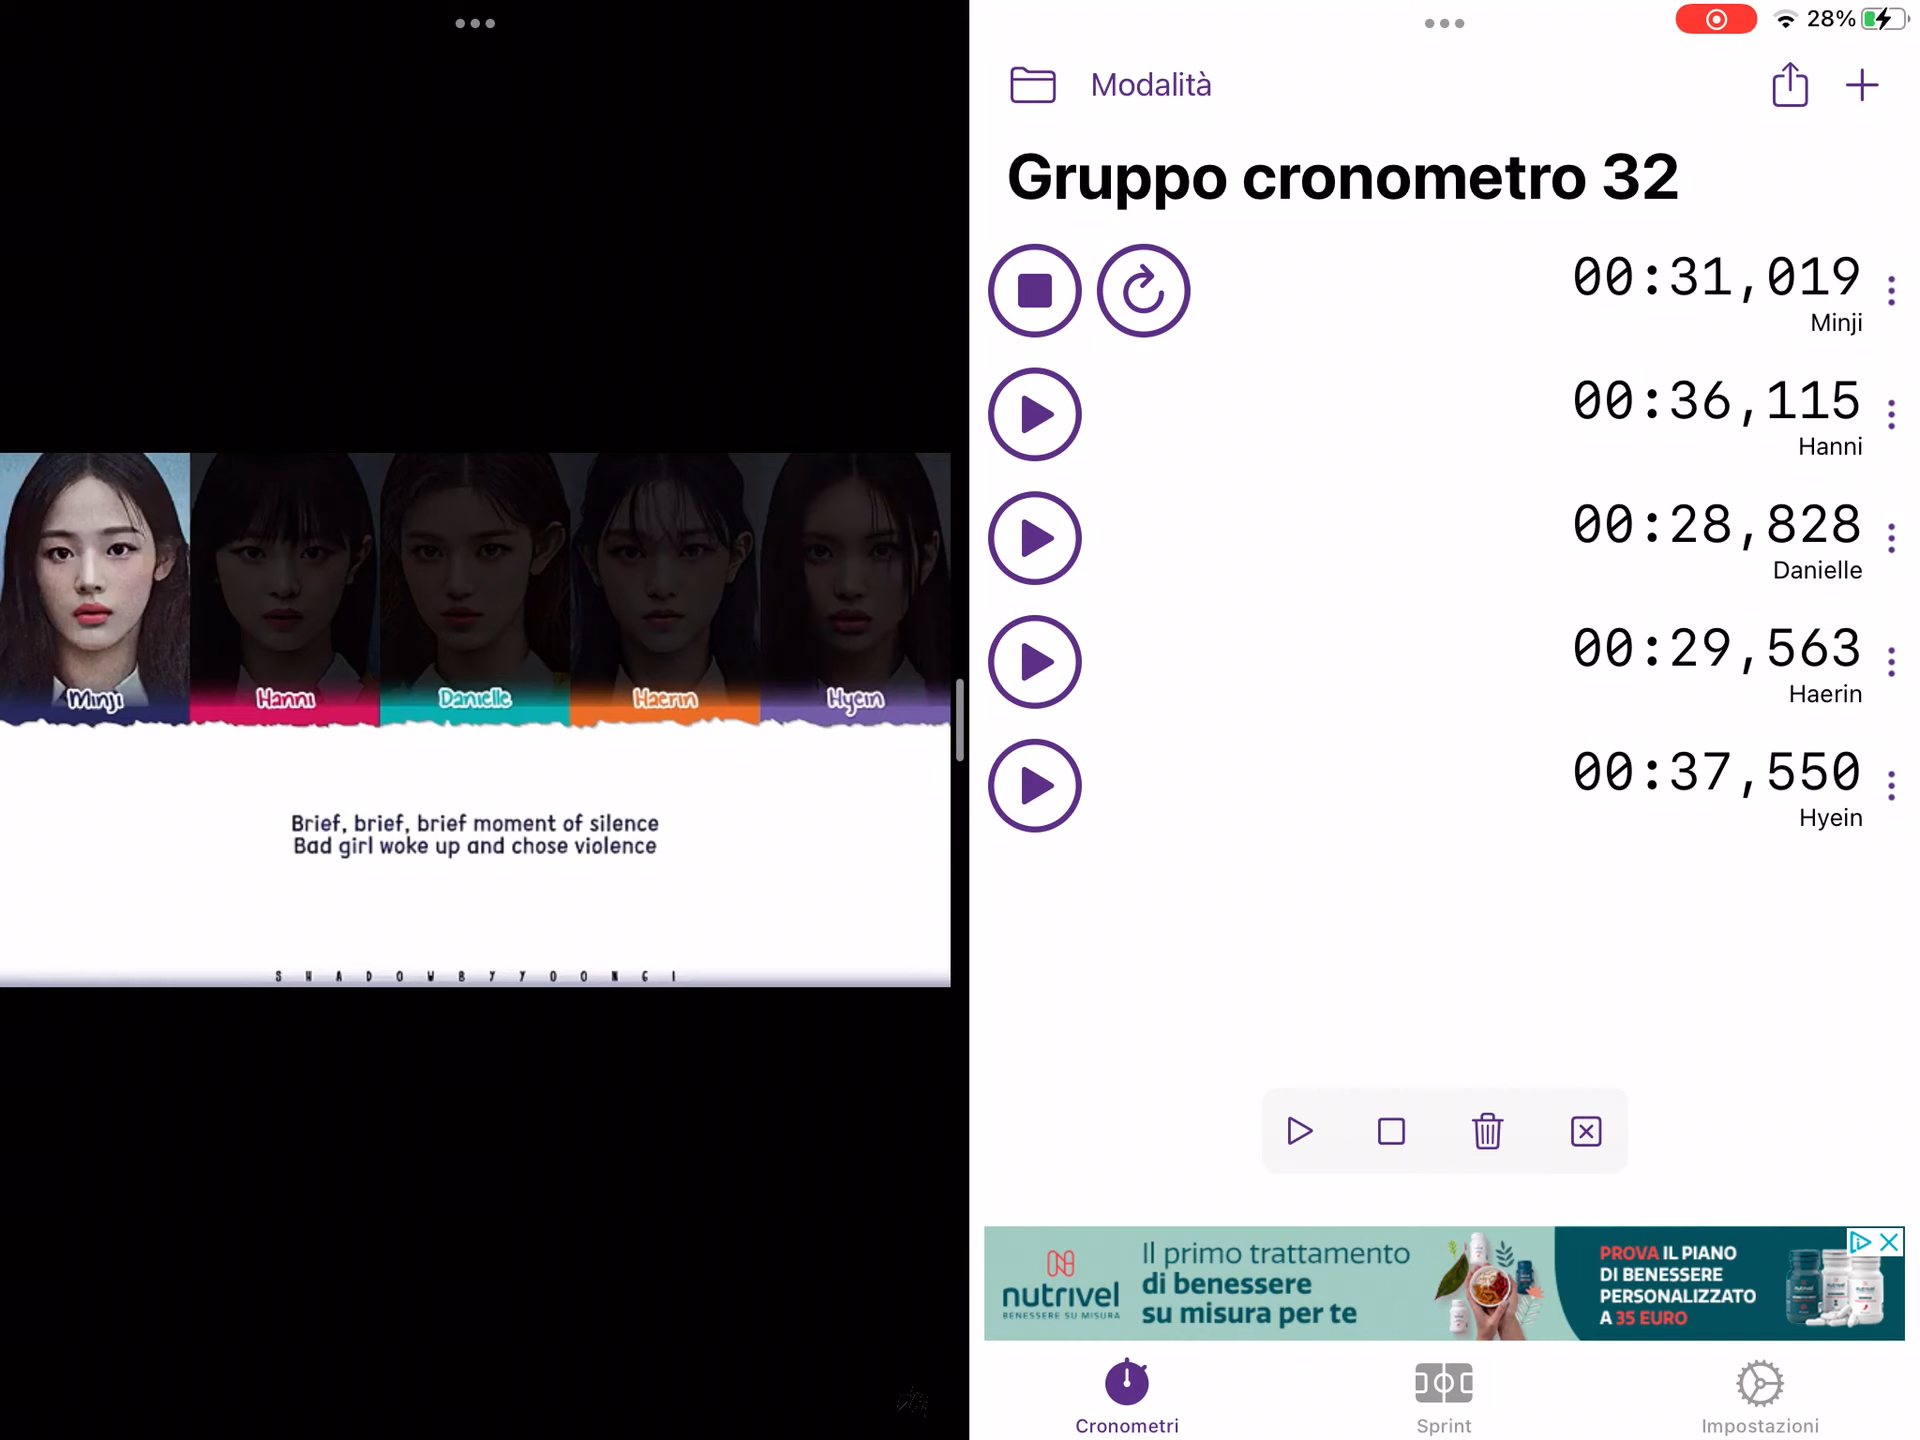 Minji
Hanni
Danielle
Haerin
Hyein
Brief, brief, brief moment of silence
Bad girl woke up and chose violence
SHADOWBYYOONGI
28%
Modalità
Gruppo cronometro 32
00:31,019
Minji
00:36,115
Hanni
00:28,828
Danielle
00:29,563
Haerin
00:37,550
Hyein
nutrivel
BENESSERE SU MISURA
Il primo trattamento
di benessere
su misura per te
PROVA IL PIANO
DI BENESSERE
PERSONALIZZATO
A 35 EURO
Cronometri
Sprint
Impostazioni